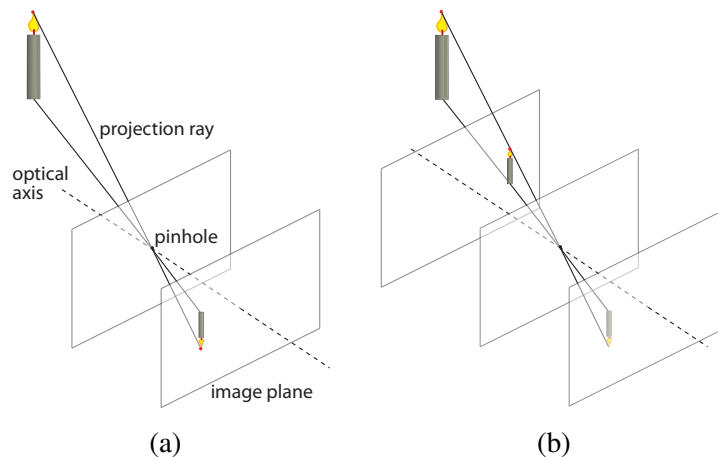 projection ray
optical
axis
pinhole
image plane
(a)
(b)